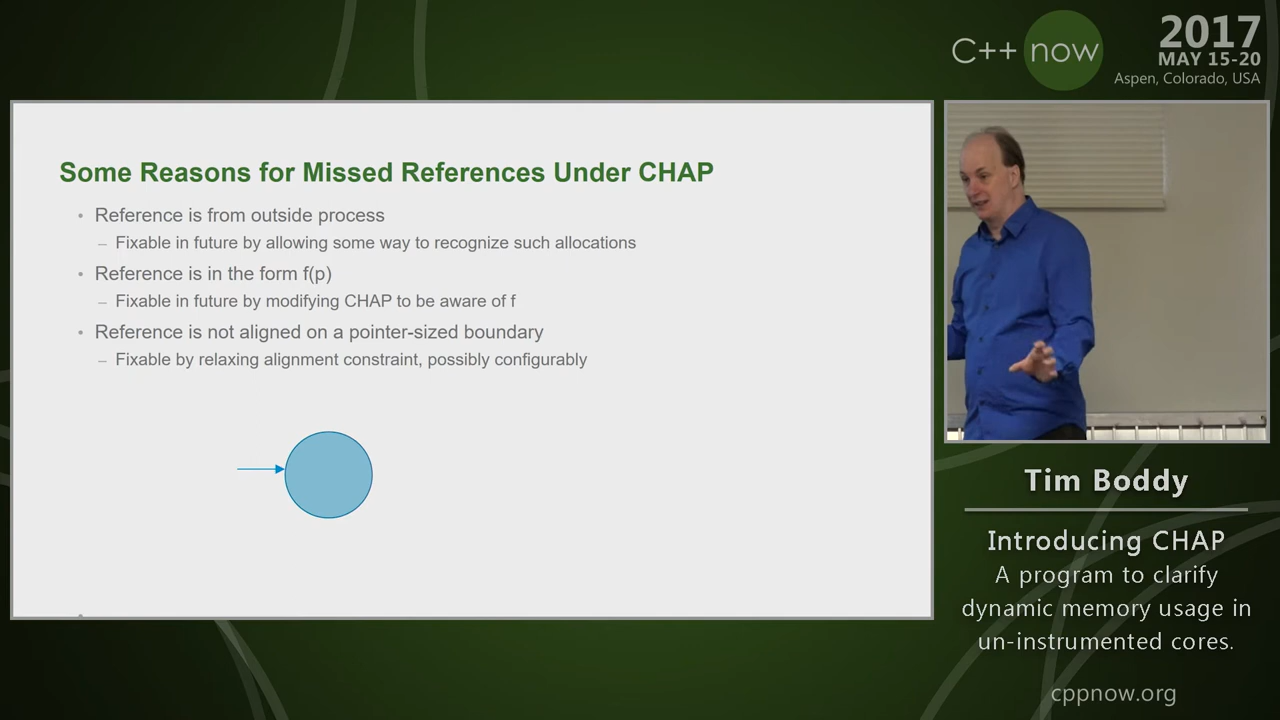 C++ now
2017
MAY 15-20
Aspen, Colorado, USA
Some Reasons for Missed References Under CHAP
• Reference is from outside process
– Fixable in future by allowing some way to recognize such allocations
• Reference is in the form f(p)
– Fixable in future by modifying CHAP to be aware of f
• Reference is not aligned on a pointer-sized boundary
– Fixable by relaxing alignment constraint, possibly configurably
Tim Boddy
Introducing CHAP
A program to clarify
dynamic memory usage in
un-instrumented cores.
cppnow.org